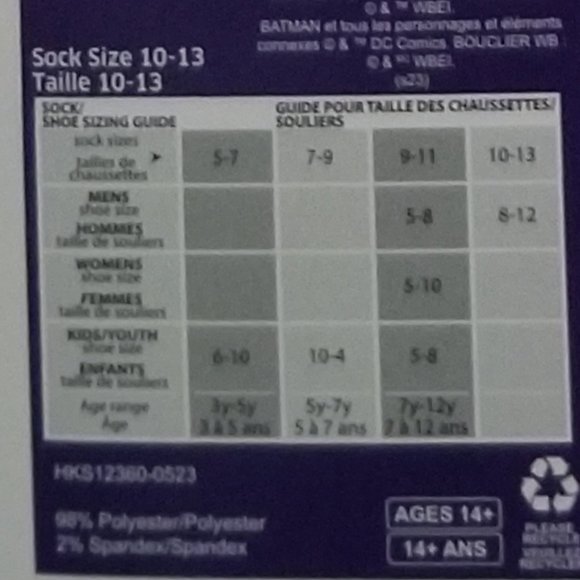 © & ™ WBEI.
BATMAN et tous les personnages et éléments
connexes © & ™ DC Comics. BOUCLIER WB :
© & ™ WBEI.
(s23)
Sock Size 10-13
Taille 10-13
SOCK/
SHOE SIZING GUIDE
GUIDE POUR TAILLE DES CHAUSSETTES/
SOULIERS
sock sizes
Tailles de
chaussettes
5-7 7-9 9-11 10-13
MENS
shoe size
HOMMES
taille de souliers
5-8 8-12
WOMENS
shoe size
FEMMES
taille de souliers
5-10
KIDS/YOUTH
shoe size
ENFANTS
taille de souliers
6-10 10-4 5-8
Age range
Âge
3y-5y 5y-7y 7y-12y
3 à 5 ans 5 à 7 ans 7 à 12 ans
HKS12360-0523
98% Polyester/Polyester
2% Spandex/Spandex
AGES 14+
14+ ANS
PLEASE
RECYCLE
VEUILLEZ
RECYCLER